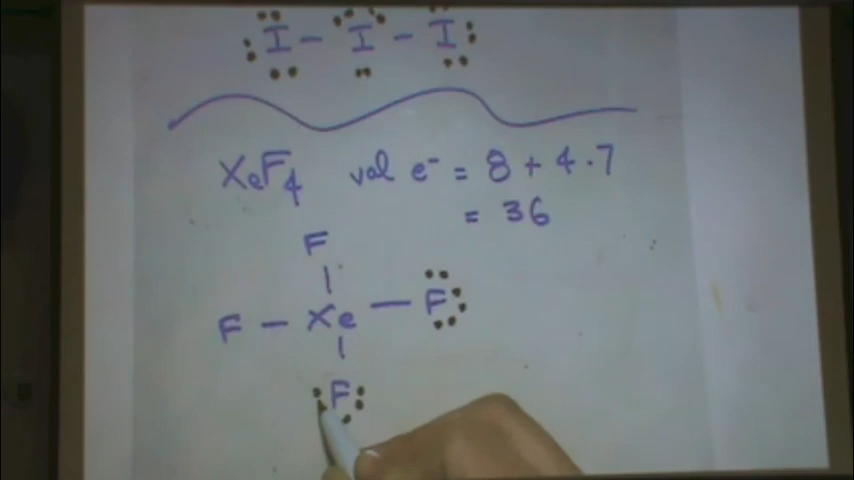 I - I - I
XeF4 val e- = 8 + 4.7
= 36
F
F - Xe - F
F